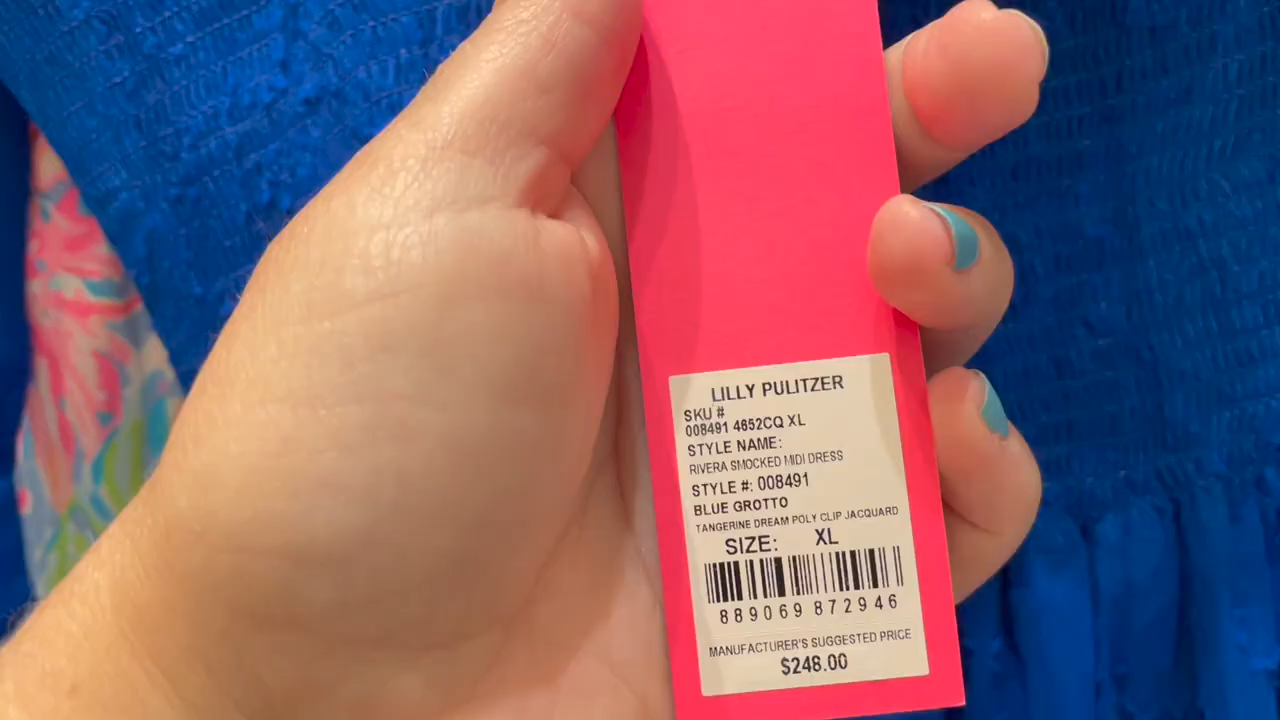 LILLY PULITZER
SKU #
008491 4652CQ XL
STYLE NAME:
RIVERA SMOCKED MIDI DRESS
STYLE #: 008491
BLUE GROTTO
TANGERINE DREAM POLY CLIP JACQUARD
SIZE: XL
889069 872946
MANUFACTURER'S SUGGESTED PRICE
$248.00